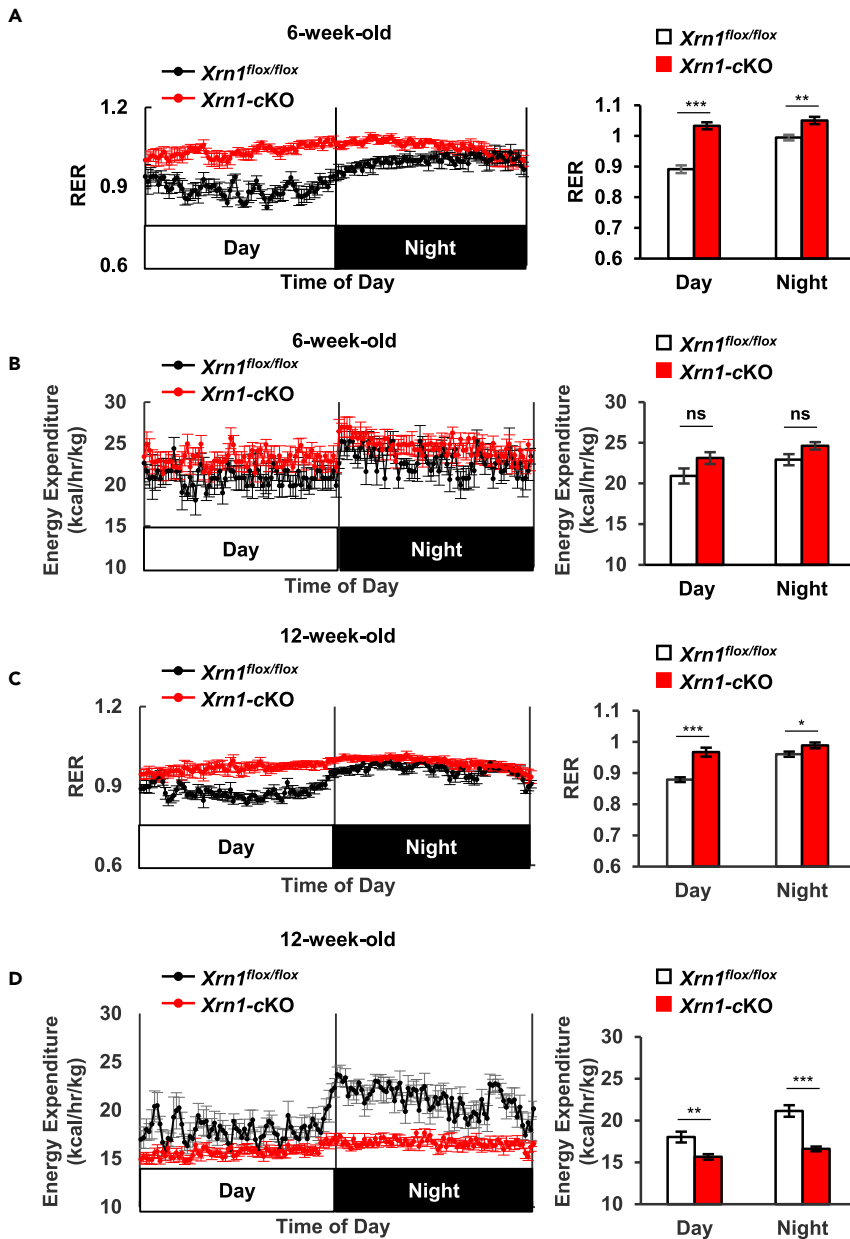 A
6-week-old
Xrn1flox/flox
Xrn1-cKO
RER
1.2
0.9
0.6
Day
Night
Time of Day
Xrn1flox/flox
Xrn1-cKO
RER
1.1
1
0.9
0.8
0.7
0.6
***
**
Day
Night
B
6-week-old
Xrn1flox/flox
Xrn1-cKO
Energy Expenditure
(kcal/hr/kg)
30
25
20
15
10
Day
Night
Time of Day
Xrn1flox/flox
Xrn1-cKO
Energy Expenditure
(kcal/hr/kg)
30
25
20
15
10
ns
ns
Day
Night
C
12-week-old
Xrn1flox/flox
Xrn1-cKO
RER
1.2
0.9
0.6
Day
Night
Time of Day
Xrn1flox/flox
Xrn1-cKO
RER
1.1
1
0.9
0.8
0.7
0.6
***
*
Day
Night
D
12-week-old
Xrn1flox/flox
Xrn1-cKO
Energy Expenditure
(kcal/hr/kg)
30
25
20
15
10
Day
Night
Time of Day
Xrn1flox/flox
Xrn1-cKO
Energy Expenditure
(kcal/hr/kg)
30
25
20
15
10
**
***
Day
Night